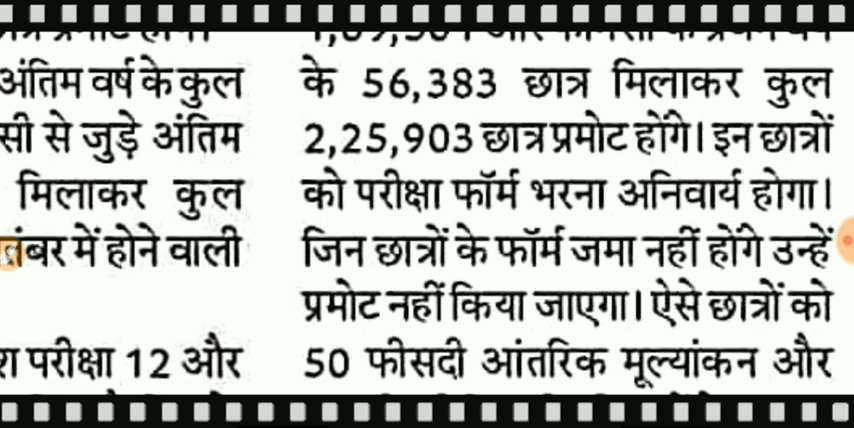 अंतिम वर्ष के कुल
सी से जुड़े अंतिम
मिलाकर कुल
तंबर में होने वाली
परीक्षा 12 और
के 56,383 छात्र मिलाकर कुल
2,25,903 छात्र प्रमोट होंगे। इन छात्रों
को परीक्षा फॉर्म भरना अनिवार्य होगा।
जिन छात्रों के फॉर्म जमा नहीं होंगे उन्हें
प्रमोट नहीं किया जाएगा। ऐसे छात्रों को
50 फीसदी आंतरिक मूल्यांकन और